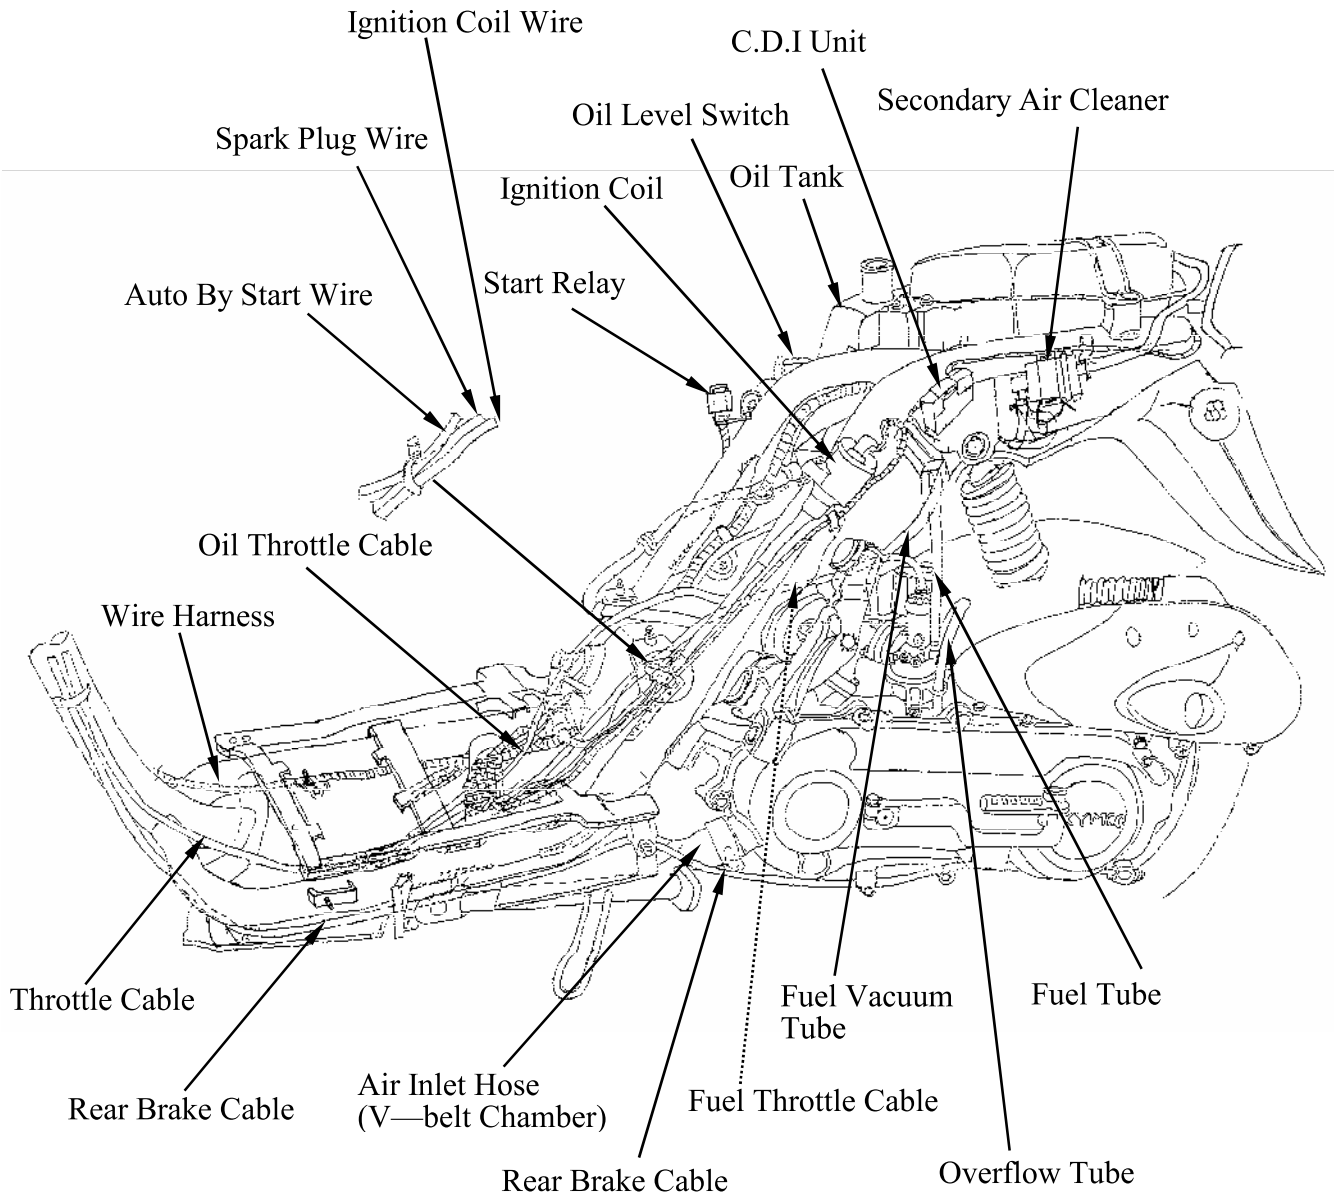 Ignition Coil Wire
C.D.I Unit
Secondary Air Cleaner
Oil Level Switch
Spark Plug Wire
Oil Tank
Ignition Coil
Start Relay
Auto By Start Wire
Oil Throttle Cable
Wire Harness
KYMCO
Throttle Cable
Fuel Vacuum
Tube
Fuel Tube
Air Inlet Hose
(V—belt Chamber)
Rear Brake Cable
Fuel Throttle Cable
Rear Brake Cable
Overflow Tube